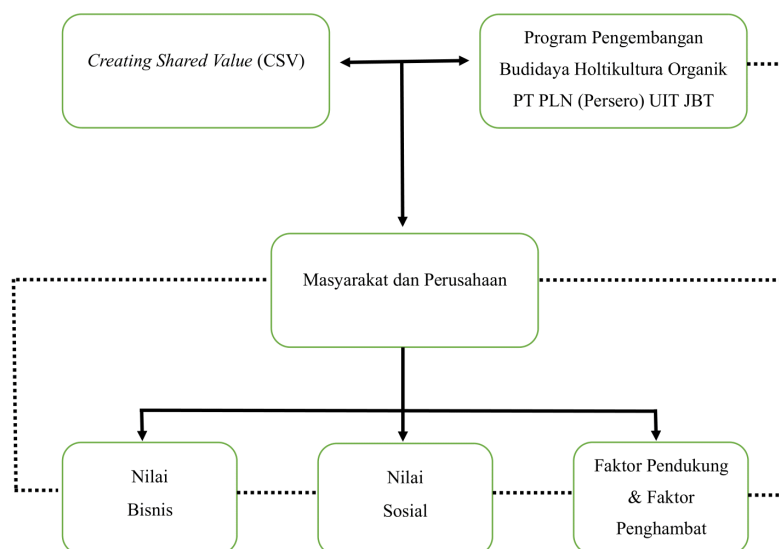 Creating Shared Value (CSV)
Program Pengembangan
Budidaya Holtikultura Organik
PT PLN (Persero) UIT JBT
Masyarakat dan Perusahaan
Nilai
Bisnis
Nilai
Sosial
Faktor Pendukung
& Faktor
Penghambat